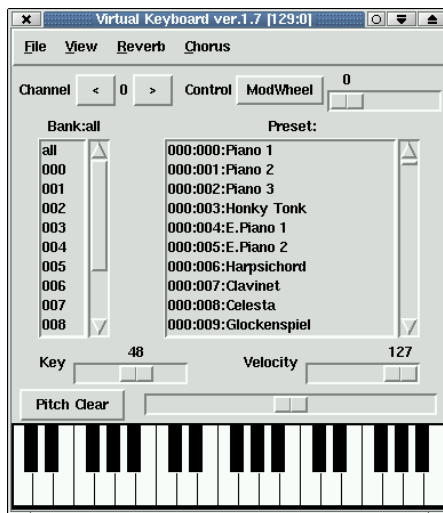 Virtual Keyboard ver.1.7 [129:0]
File View Reverb Chorus
0
Channel < 0 > Control ModWheel
Bank:all Preset:
all 000:000:Piano 1
000 000:001:Piano 2
001 000:002:Piano 3
002 000:003:Honky Tonk
003 000:004:E.Piano 1
004 000:005:E.Piano 2
005 000:006:Harpsichord
006 000:007:Clavinet
007 000:008:Celesta
008 000:009:Glockenspiel
48 127
Key Velocity
Pitch Clear